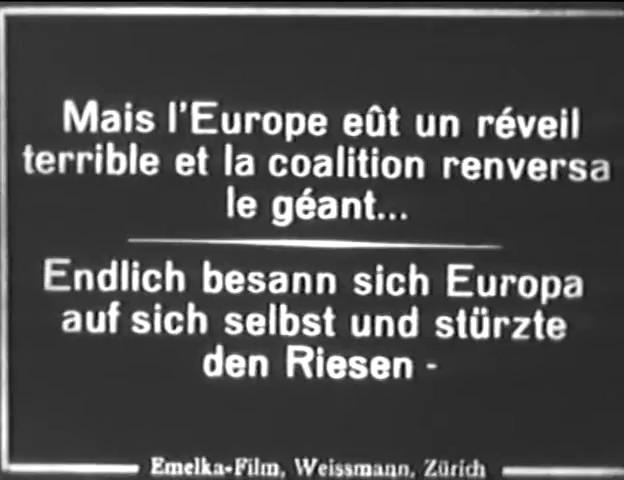 Mais l'Europe eût un réveil
terrible et la coalition renversa
le géant...
Endlich besann sich Europa
auf sich selbst und stürzte
den Riesen -
Emelka-Film, Weissmann, Zürich